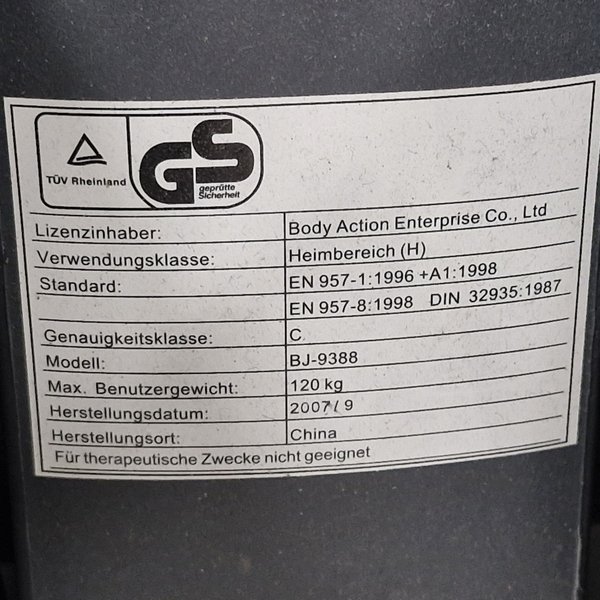 TÜV Rheinland
GS
geprüfte
Sicherheit
Lizenzinhaber: Body Action Enterprise Co., Ltd
Verwendungsklasse: Heimbereich (H)
Standard: EN 957-1:1996 +A1:1998
EN 957-8:1998 DIN 32935:1987
Genauigkeitsklasse: C
Modell: BJ-9388
Max. Benutzergewicht: 120 kg
Herstellungsdatum: 2007/ 9
Herstellungsort: China
Für therapeutische Zwecke nicht geeignet